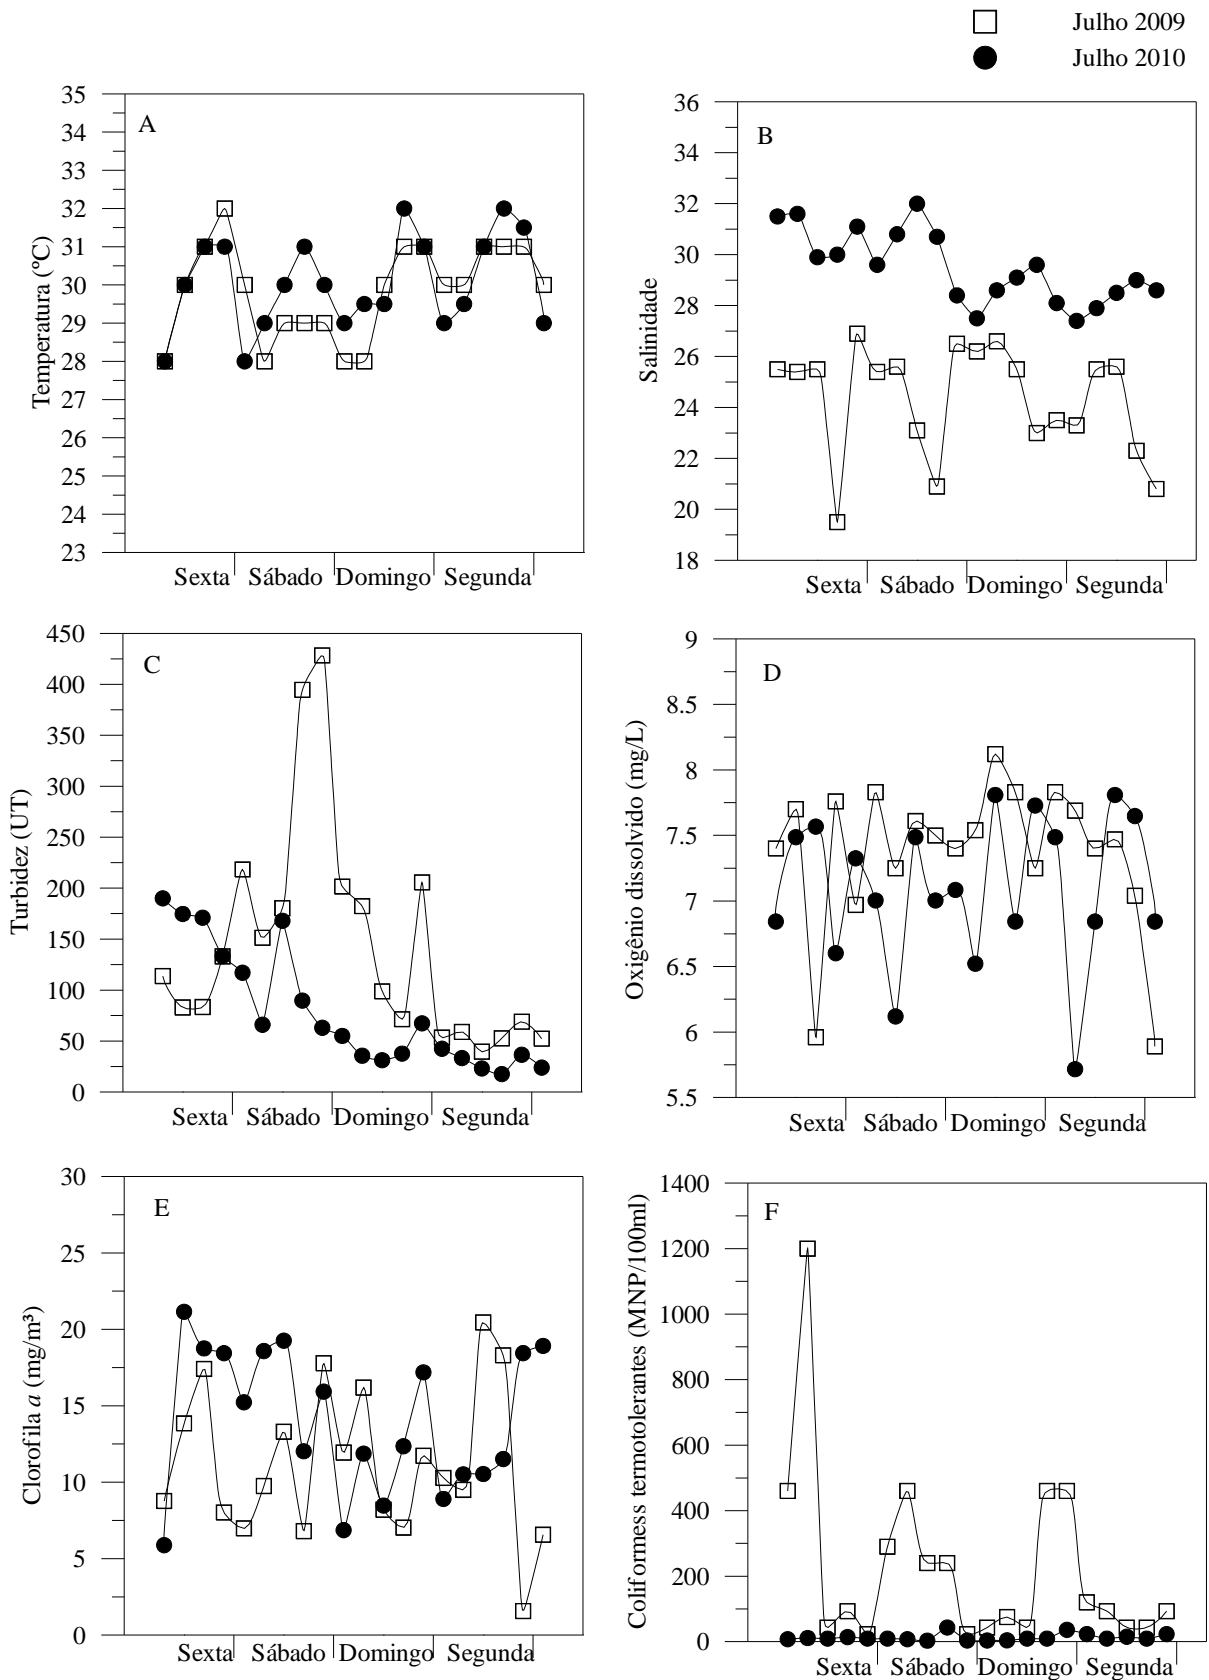 Julho 2009
Julho 2010
A
Temperatura (ºC)
35
34
33
32
31
30
29
28
27
26
25
24
23
Sexta Sábado Domingo Segunda
B
Salinidade
36
34
32
30
28
26
24
22
20
18
Sexta Sábado Domingo Segunda
C
Turbidez (UT)
450
400
350
300
250
200
150
100
50
0
Sexta Sábado Domingo Segunda
D
Oxigênio dissolvido (mg/L)
9
8.5
8
7.5
7
6.5
6
5.5
Sexta Sábado Domingo Segunda
E
Clorofila a (mg/m³)
30
25
20
15
10
5
0
Sexta Sábado Domingo Segunda
F
Coliformess termotolerantes (MNP/100ml)
1400
1200
1000
800
600
400
200
0
Sexta Sábado Domingo Segunda